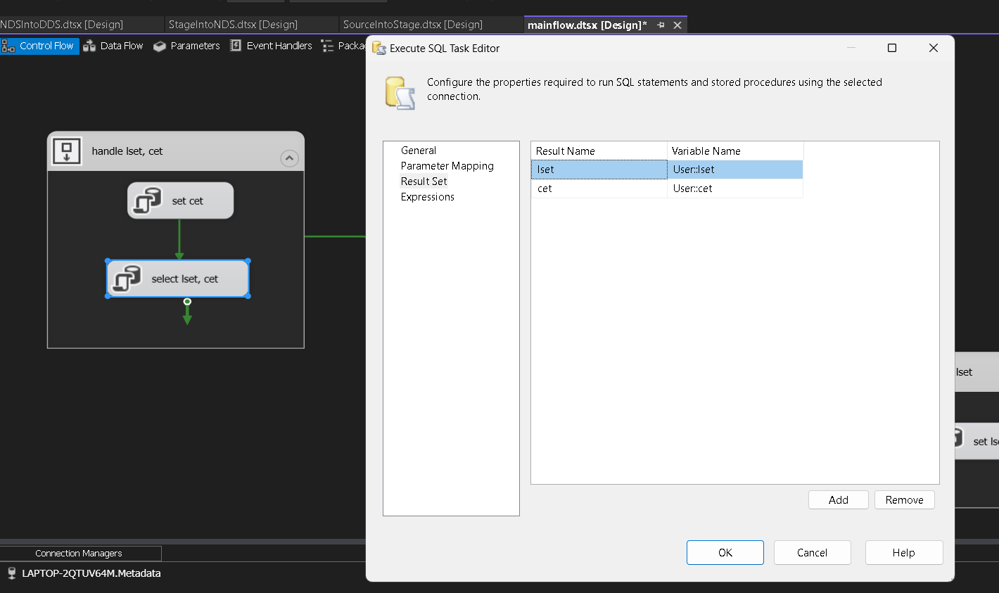 NDSIntoDDS.dtsx [Design]
StageIntoNDS.dtsx [Design]
SourceIntoStage.dtsx [Design]
mainflow.dtsx [Design]*
Control Flow
Data Flow
Parameters
Event Handlers
Packag
Execute SQL Task Editor
Configure the properties required to run SQL statements and stored procedures using the selected
connection.
handle lset, cet
set cet
select lset, cet
General
Parameter Mapping
Result Set
Expressions
Result Name
Variable Name
lset
User::lset
cet
User::cet
lset
set ls
Add
Remove
OK
Cancel
Help
Connection Managers
LAPTOP-2QTUV64M.Metadata